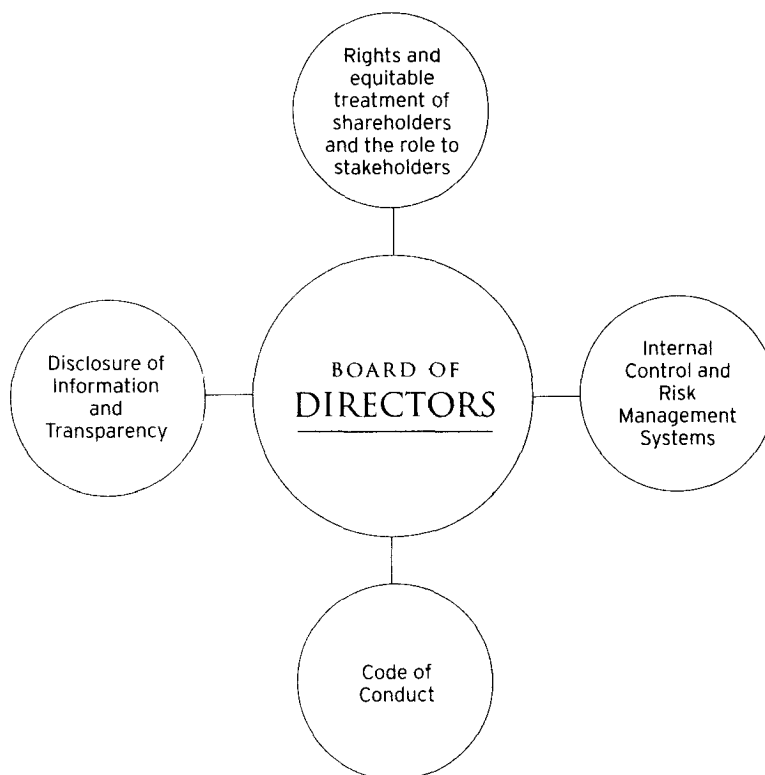 Rights and
equitable
treatment of
shareholders
and the role to
stakeholders
Disclosure of
Information
and
Transparency
BOARD OF
DIRECTORS
Internal
Control and
Risk
Management
Systems
Code of
Conduct